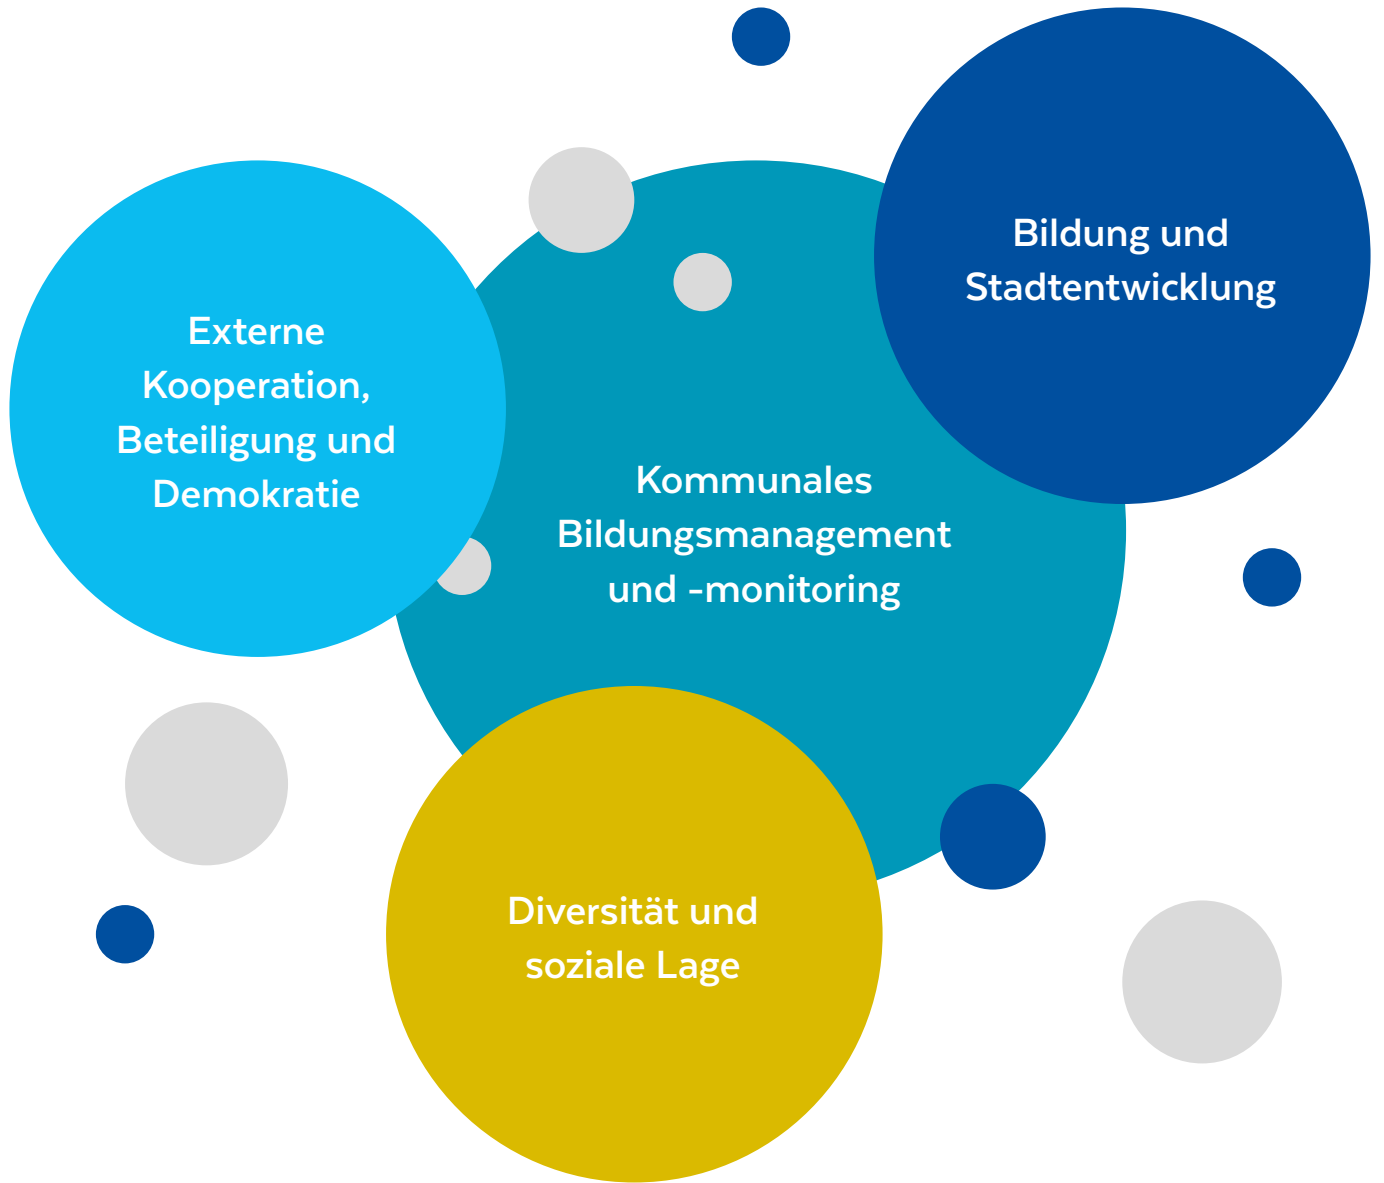 Bildung und
Stadtentwicklung
Externe
Kooperation,
Beteiligung und
Demokratie
Kommunales
Bildungsmanagement
und -monitoring
Diversität und
soziale Lage